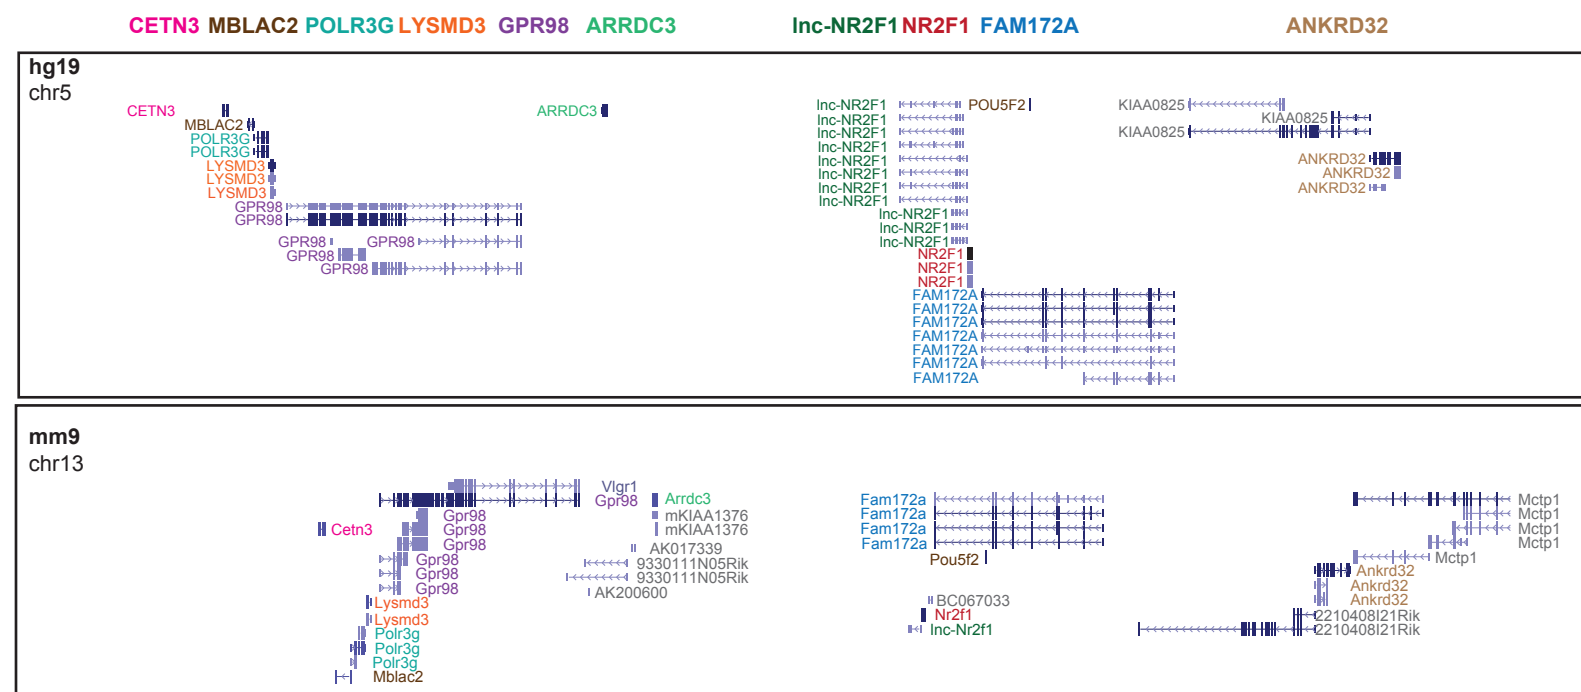 CETN3 MBLAC2 POLR3G LYSMD3 GPR98 ARRDC3 lnc-NR2F1 NR2F1 FAM172A ANKRD32
hg19
chr5
CETN3 ARRDC3 lnc-NR2F1 POU5F2 KIAA0825
lnc-NR2F1 KIAA0825
MBLAC2 lnc-NR2F1 KIAA0825
POLR3G lnc-NR2F1
POLR3G lnc-NR2F1 ANKRD32
LYSMD3 lnc-NR2F1 ANKRD32
LYSMD3 lnc-NR2F1 ANKRD32
LYSMD3 lnc-NR2F1
GPR98 lnc-NR2F1
GPR98 lnc-NR2F1
GPR98 GPR98 lnc-NR2F1
GPR98 NR2F1
GPR98 NR2F1
NR2F1
FAM172A
FAM172A
FAM172A
FAM172A
FAM172A
FAM172A
FAM172A
mm9
chr13
Vlgr1
Gpr98 Arrdc3 Fam172a Mctp1
Gpr98 mKIAA1376 Fam172a Mctp1
Cetn3 Gpr98 mKIAA1376 Fam172a Mctp1
Gpr98 AK017339 Fam172a Mctp1
Gpr98 9330111N05Rik Pou5f2 Mctp1
Gpr98 9330111N05Rik Ankrd32
Gpr98 AK200600 Ankrd32
Lysmd3 BC067033 Ankrd32
Lysmd3 Nr2f1 2210408I21Rik
Polr3g lnc-Nr2f1 2210408I21Rik
Polr3g
Polr3g
Mblac2